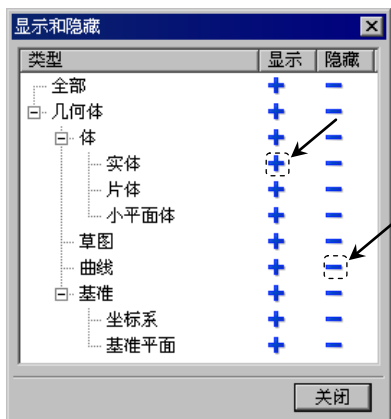 显示和隐藏
类型 显示 隐藏
全部
几何体
体
实体
片体
小平面体
草图
曲线
基准
坐标系
基准平面
关闭